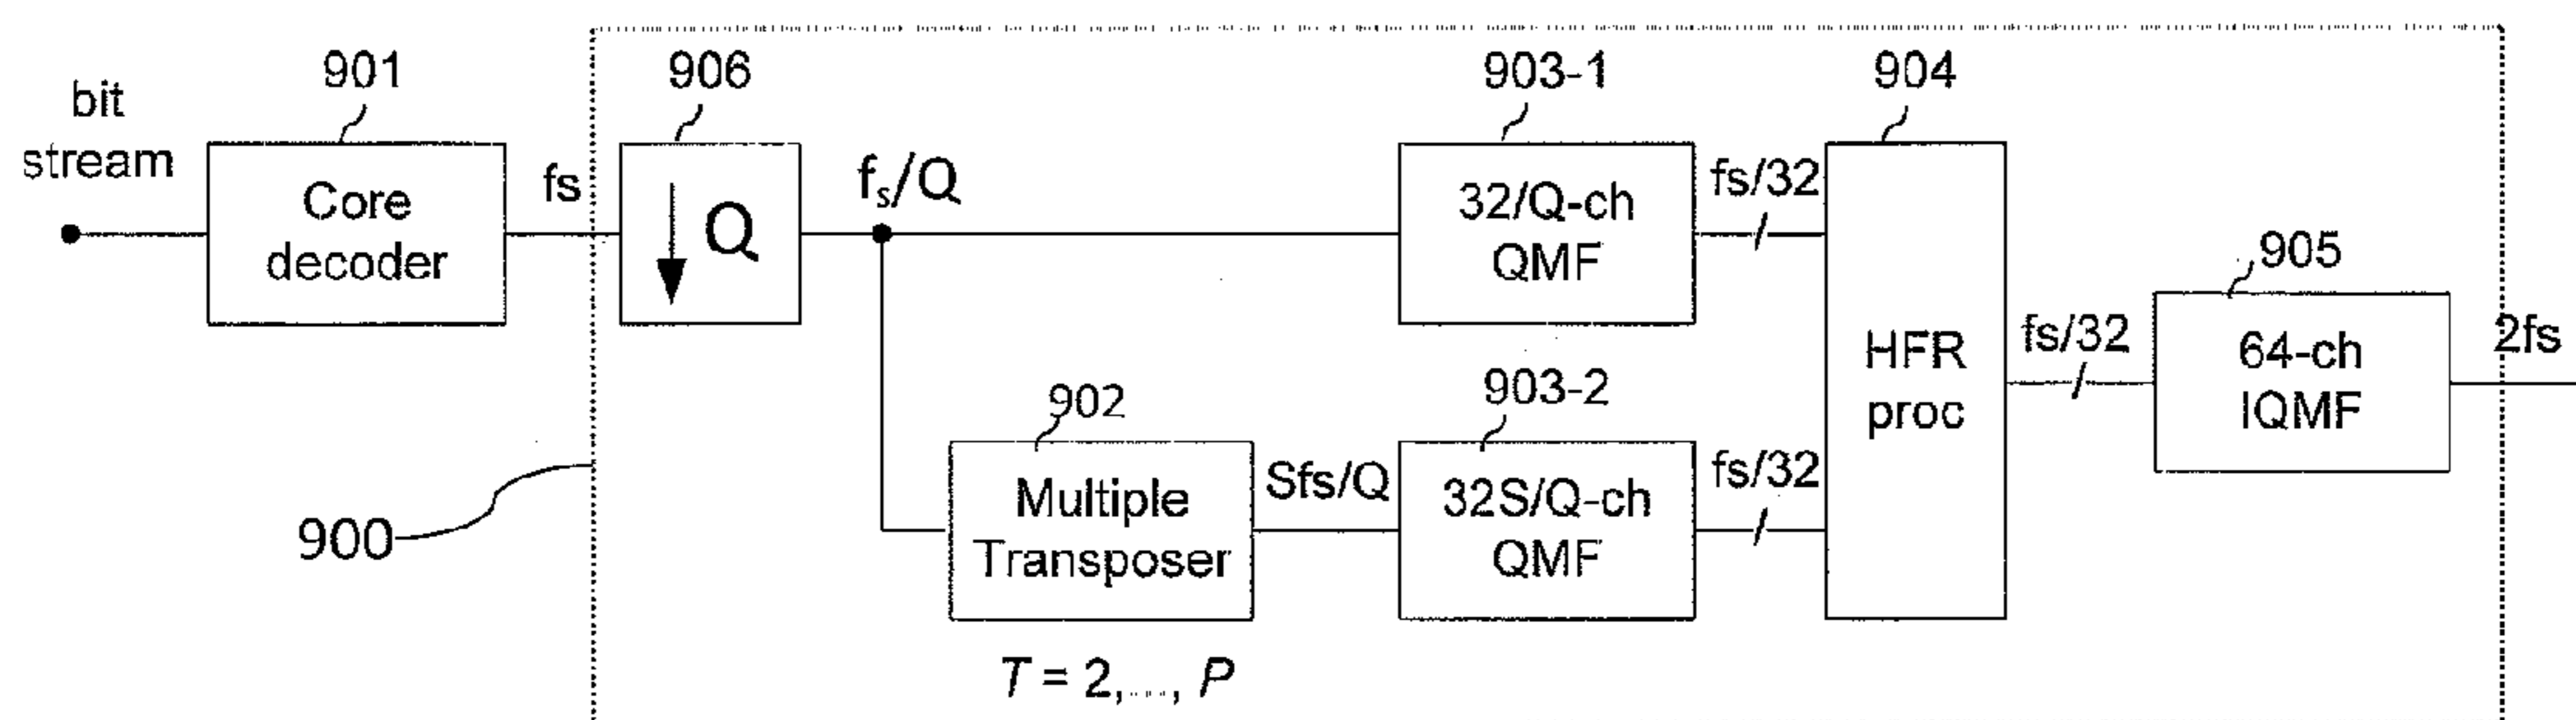 901
906
903-1
904
bit
stream
Core
decoder
fs
Q
fs/Q
32/Q-ch
QMF
fs/32
905
HFR
proc
fs/32
64-ch
IQMF
2fs
902
903-2
Multiple
Transposer
Sfs/Q
32S/Q-ch
QMF
fs/32
900
T = 2,..., P